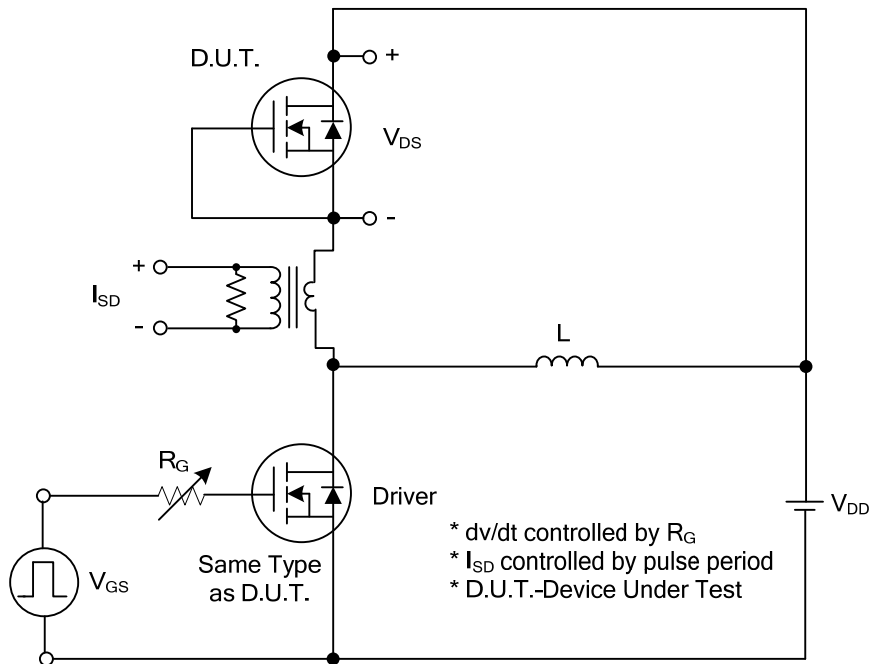 D.U.T.
+
VDS
-
+
ISD
-
L
RG
Driver
VDD
VGS
Same Type
as D.U.T.
* dv/dt controlled by RG
* ISD controlled by pulse period
* D.U.T.-Device Under Test